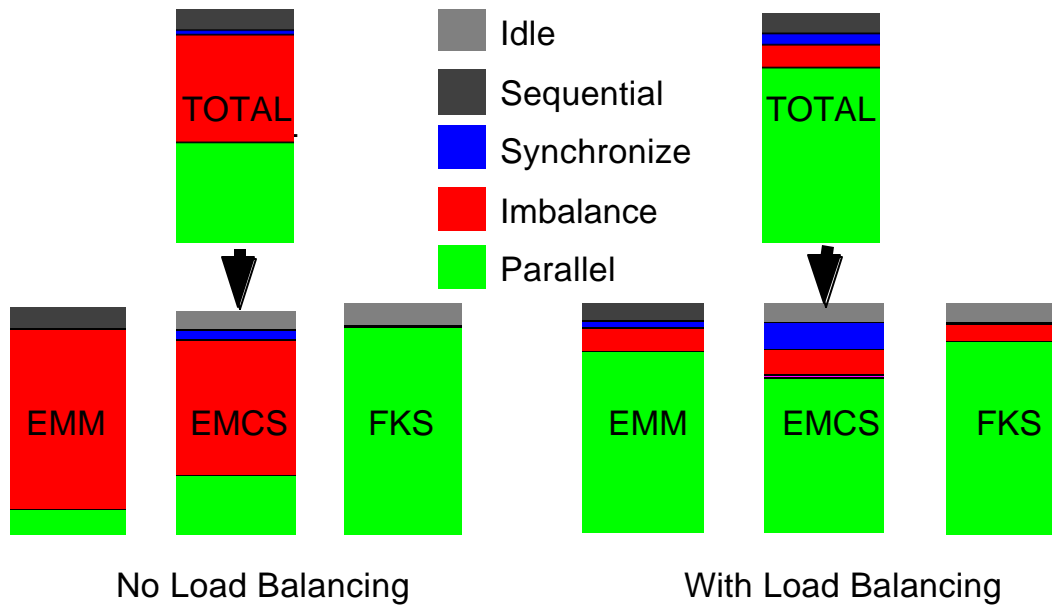 Idle
Sequential
TOTAL
TOTAL
Synchronize
Imbalance
Parallel
EMM
EMCS
FKS
EMM
EMCS
FKS
No Load Balancing
With Load Balancing